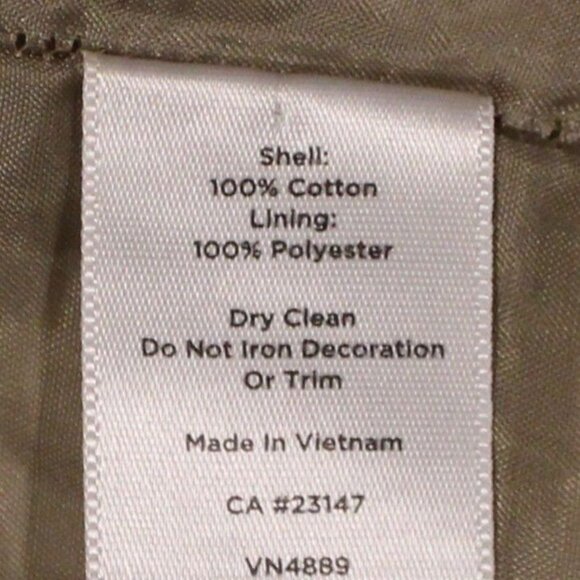 Shell:
100% Cotton
Lining:
100% Polyester
Dry Clean
Do Not Iron Decoration
Or Trim
Made In Vietnam
CA #23147
VN4889